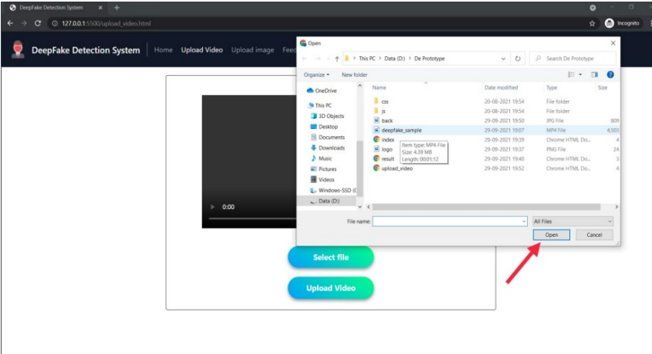 DeepFake Detection System
127.0.0.1:5500/upload_video.html
Incognito
DeepFake Detection System Home Upload Video Upload image
Open
This PC > Data (D:) > De Prototype
Search De Prototype
Organize New folder
Name Date modified Type Size
OneDrive
This PC
3D Objects
Desktop
Documents
Downloads
Music
Pictures
Videos
Windows-SSD (C
Data (D:)
css 20-08-2021 19:54 File folder
js 20-08-2021 19:54 File folder
back 29-09-2021 19:50 JPG File 809
deepfake_sample 29-09-2021 19:07 MP4 File 4,503
index 29-09-2021 19:39 Chrome HTML Do... 4
logo 29-09-2021 19:37 PNG File 24
result 29-09-2021 19:40 Chrome HTML Do... 3
upload_video 29-09-2021 19:52 Chrome HTML Do... 4
Item type: MP4 File
Size: 4.39 MB
Length: 00:01:12
File name:
All Files
Open Cancel
0:00
Select file
Upload Video